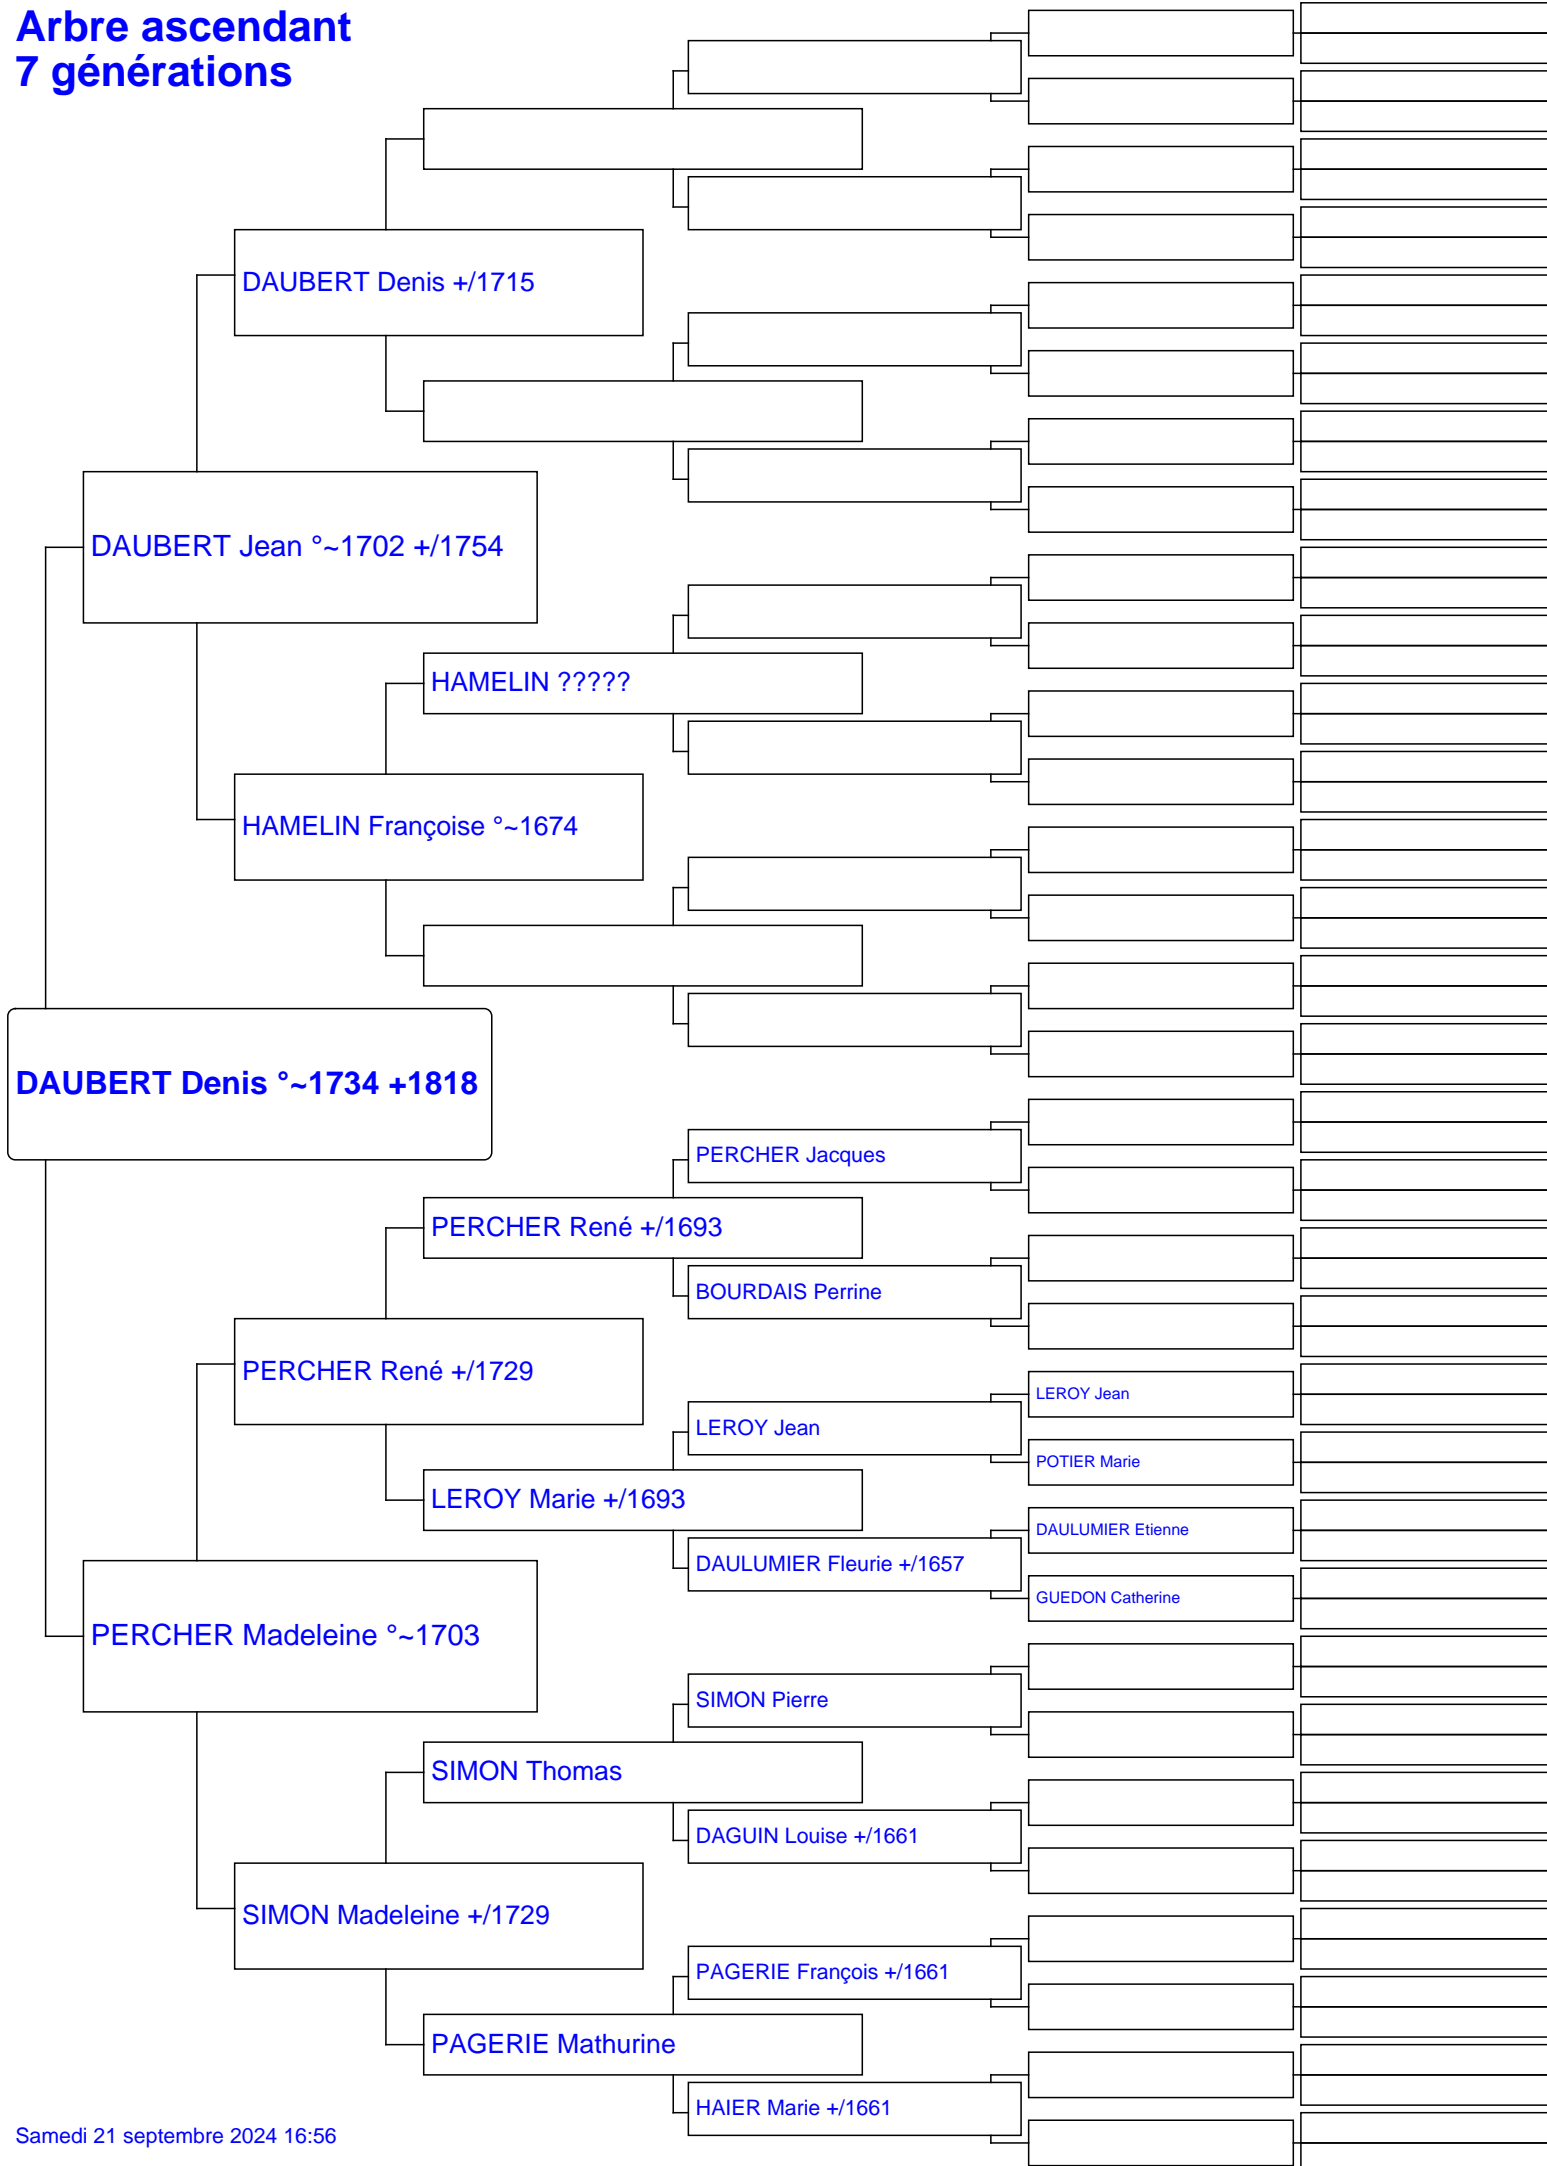 Arbre ascendant
7 générations
DAUBERT Denis +/1715
DAUBERT Jean °~1702 +/1754
HAMELIN ?????
HAMELIN Françoise °~1674
DAUBERT Denis °~1734 +1818
PERCHER Jacques
PERCHER René +/1693
BOURDAIS Perrine
PERCHER René +/1729
LEROY Jean
LEROY Jean
POTIER Marie
LEROY Marie +/1693
DAULUMIER Etienne
DAULUMIER Fleurie +/1657
GUEDON Catherine
PERCHER Madeleine °~1703
SIMON Pierre
SIMON Thomas
DAGUIN Louise +/1661
SIMON Madeleine +/1729
PAGERIE François +/1661
PAGERIE Mathurine
HAIER Marie +/1661
Samedi 21 septembre 2024 16:56